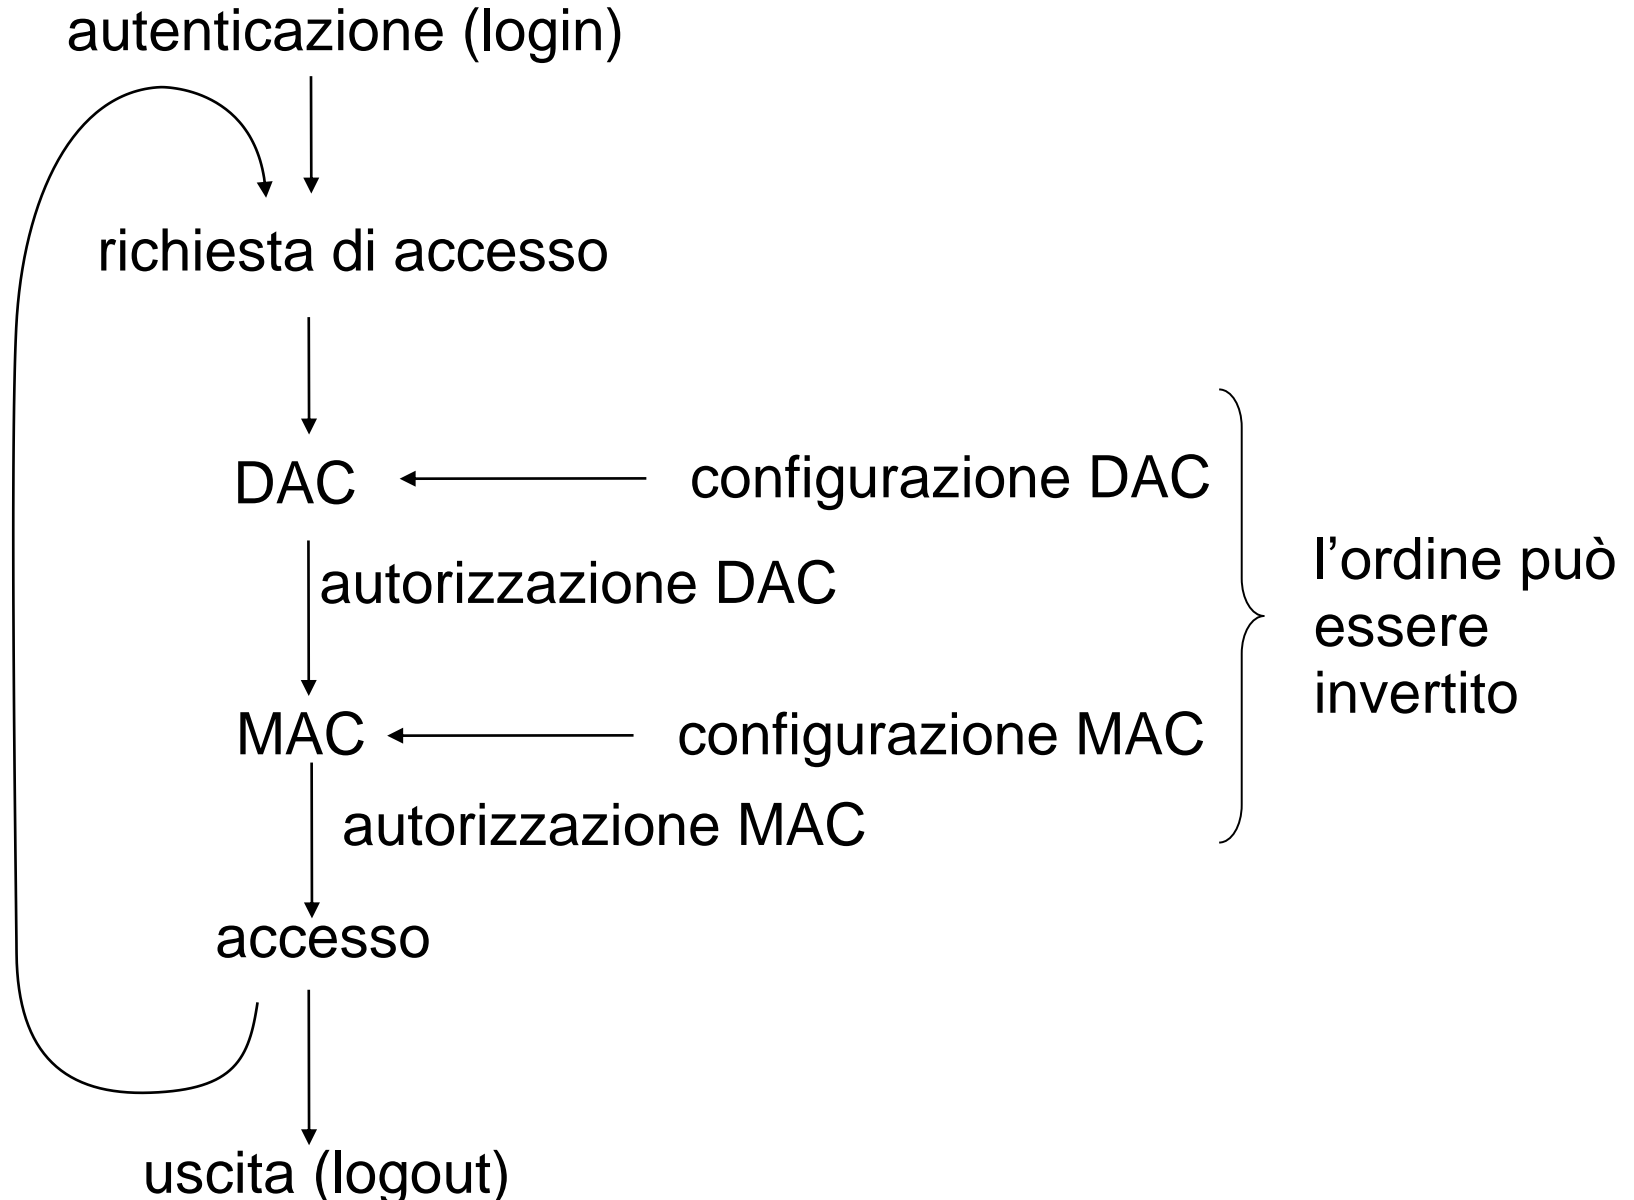 autenticazione (login)
richiesta di accesso
DAC
configurazione DAC
autorizzazione DAC
l’ordine può
essere
invertito
MAC
configurazione MAC
autorizzazione MAC
accesso
uscita (logout)